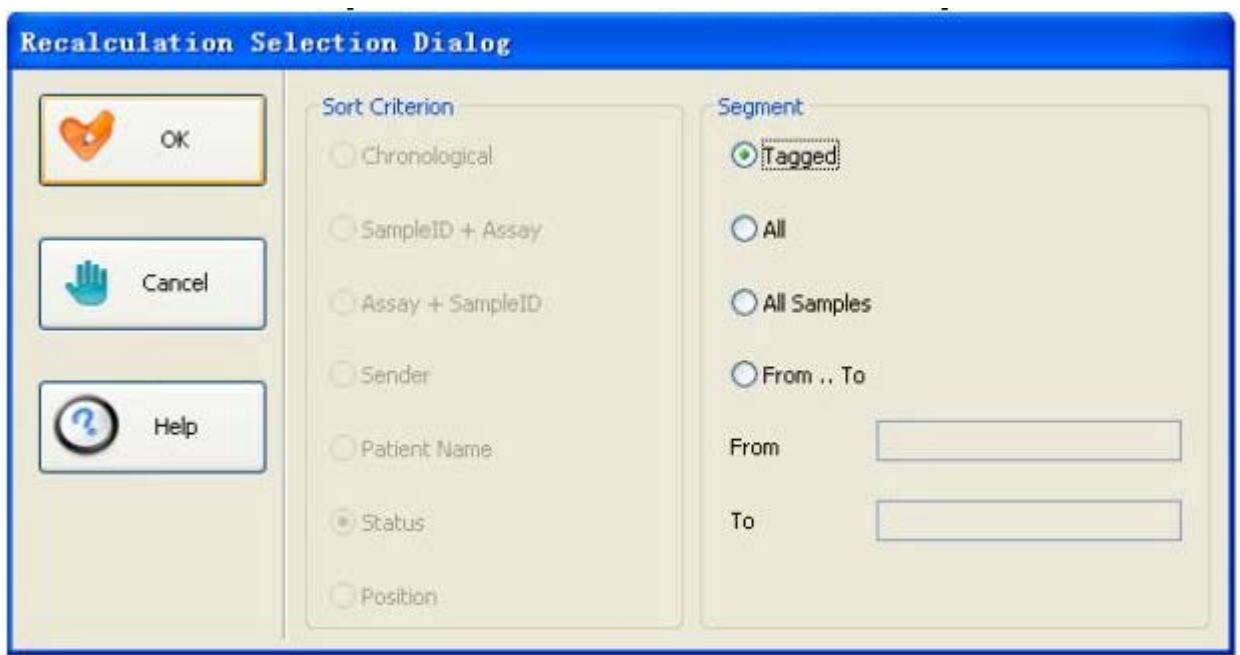 Recalculation Selection Dialog
OK
Cancel
Help
Sort Criterion
Chronological
SampleID + Assay
Assay + SampleID
Sender
Patient Name
Status
Position
Segment
Tagged
All
All Samples
From .. To
From
To